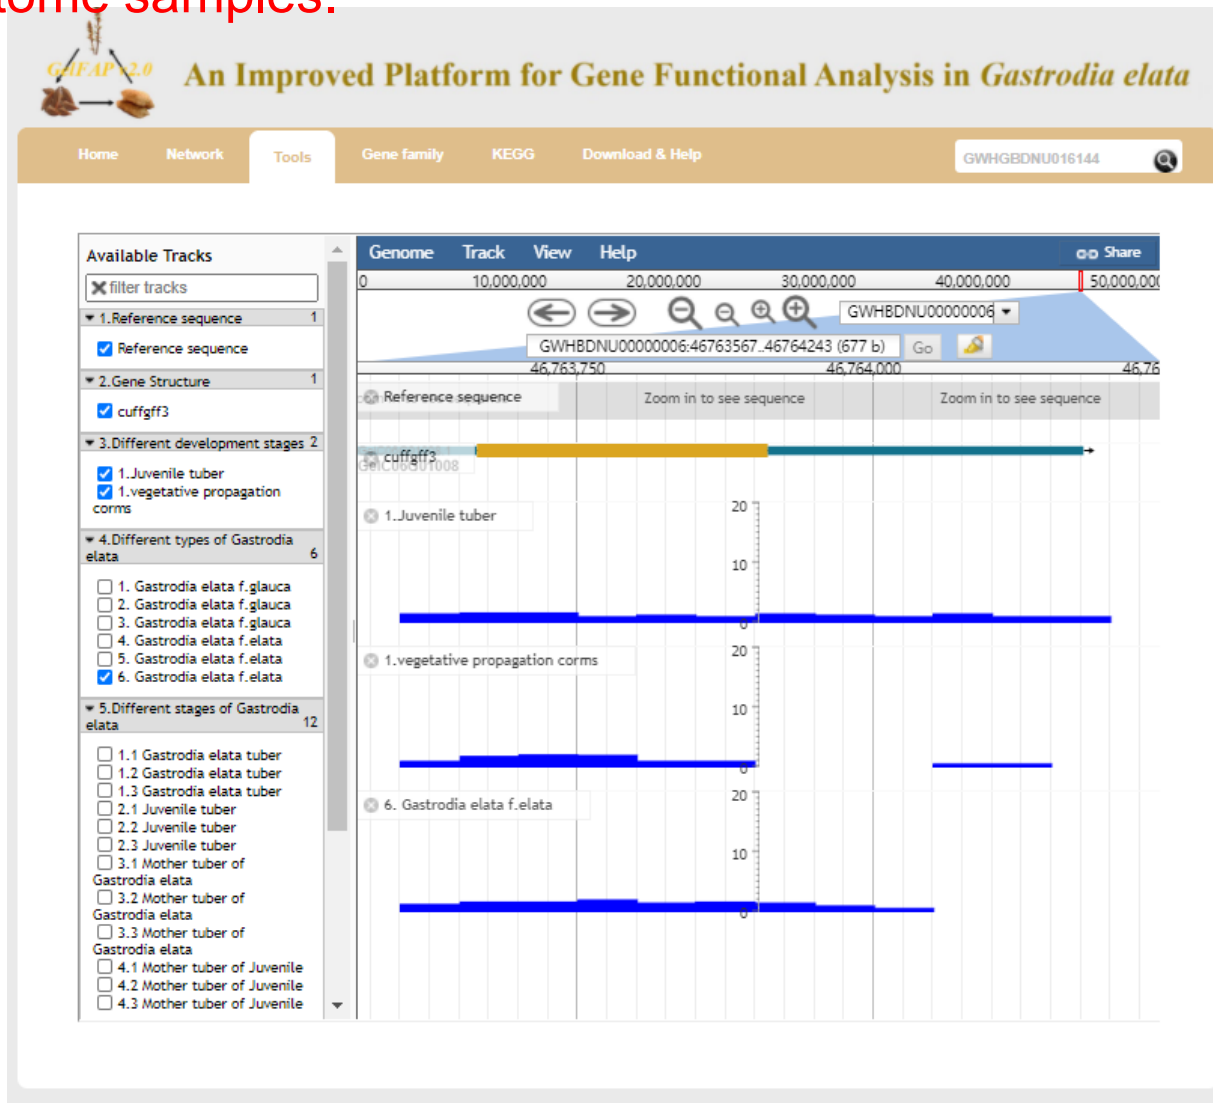 tome samples.
GelFAP v2.0
An Improved Platform for Gene Functional Analysis in Gastrodia elata
Home Network Tools Gene family KEGG Download & Help GWHGBDNU016144
Available Tracks
filter tracks
1.Reference sequence 1
Reference sequence
2.Gene Structure 1
cuffgff3
3.Different development stages 2
1.Juvenile tuber
1.vegetative propagation
corms
4.Different types of Gastrodia
elata 6
1. Gastrodia elata f.glauca
2. Gastrodia elata f.glauca
3. Gastrodia elata f.glauca
4. Gastrodia elata f.elata
5. Gastrodia elata f.elata
6. Gastrodia elata f.elata
5.Different stages of Gastrodia
elata 12
1.1 Gastrodia elata tuber
1.2 Gastrodia elata tuber
1.3 Gastrodia elata tuber
2.1 Juvenile tuber
2.2 Juvenile tuber
2.3 Juvenile tuber
3.1 Mother tuber of
Gastrodia elata
3.2 Mother tuber of
Gastrodia elata
3.3 Mother tuber of
Gastrodia elata
4.1 Mother tuber of Juvenile
4.2 Mother tuber of Juvenile
4.3 Mother tuber of Juvenile
Genome Track View Help Share
0 10,000,000 20,000,000 30,000,000 40,000,000 50,000,00
GWHBDNU00000006
GWHBDNU00000006:46763567..46764243 (677 b) Go
46,763,750 46,764,000 46,76
Reference sequence Zoom in to see sequence Zoom in to see sequence
cuffgff3
GelC06G01008
1.Juvenile tuber
20
10
0
1.vegetative propagation corms
20
10
0
6. Gastrodia elata f.elata
20
10
0